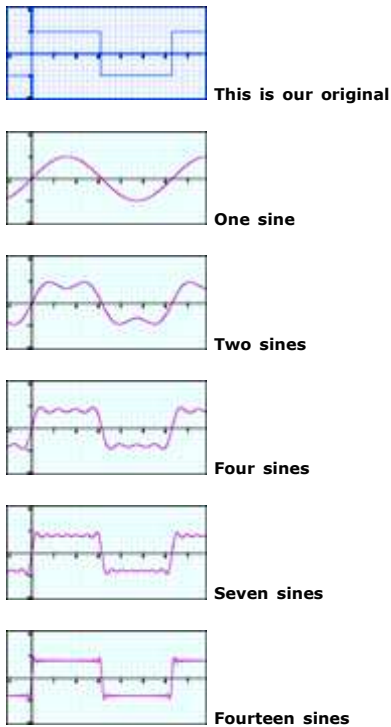 This is our original
One sine
Two sines
Four sines
Seven sines
Fourteen sines